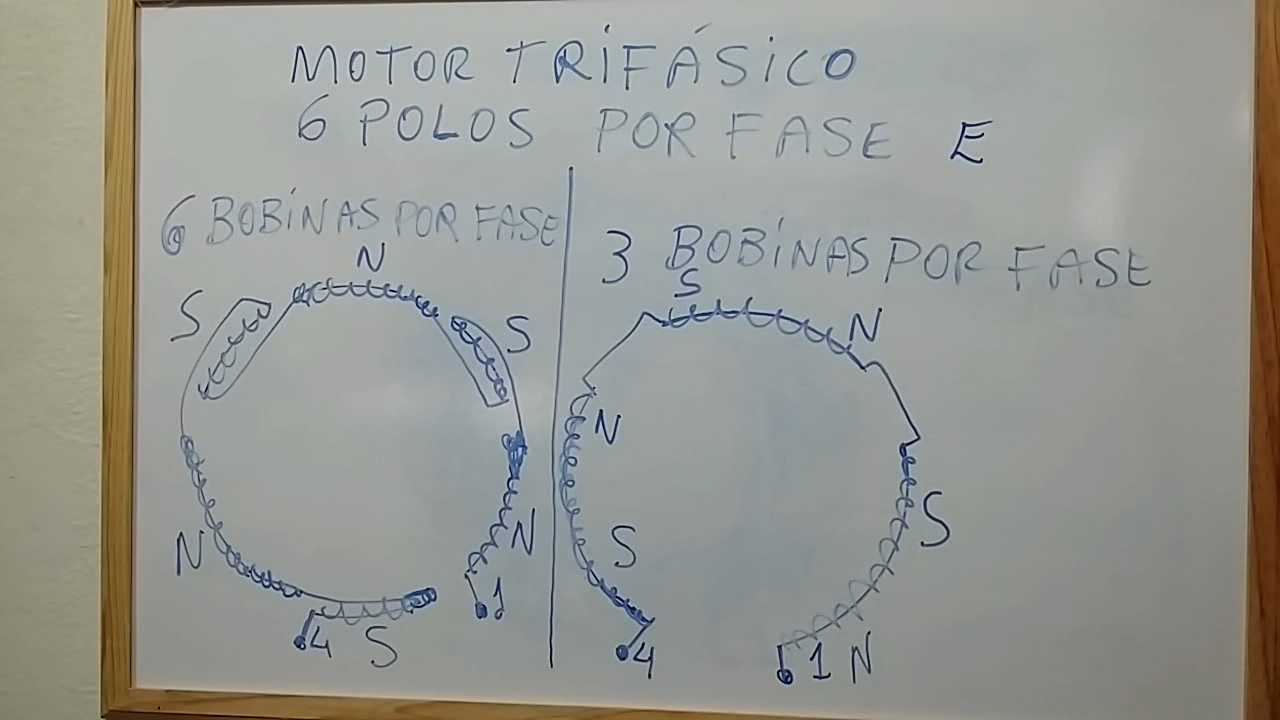 MOTOR TRIFÁSICO
6 POLOS POR FASE E
6 BOBINAS POR FASE
N
S
S
N
N
1
4
S
3 BOBINAS POR FASE
S
N
N
S
S
4
1 N